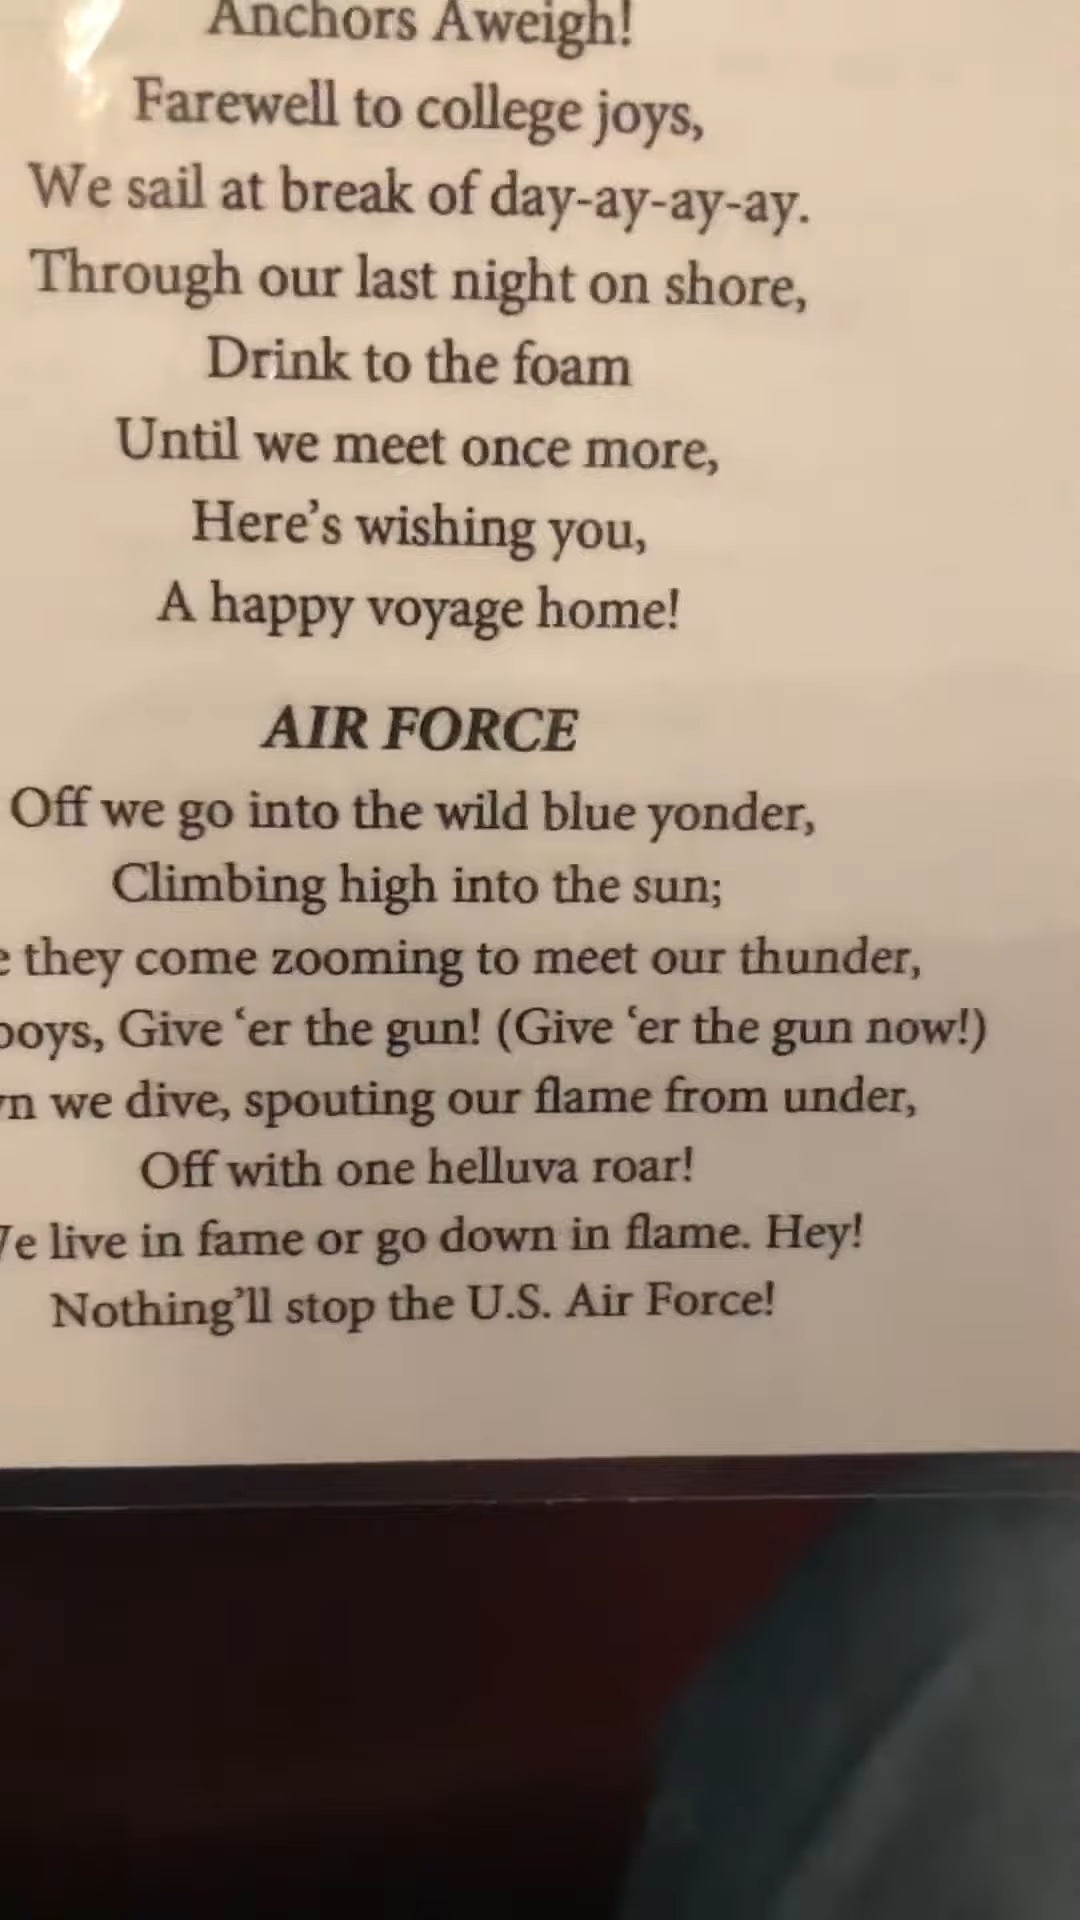 Anchors Aweigh!
Farewell to college joys,
We sail at break of day-ay-ay-ay.
Through our last night on shore,
Drink to the foam
Until we meet once more,
Here's wishing you,
A happy voyage home!
AIR FORCE
Off we go into the wild blue yonder,
Climbing high into the sun;
they come zooming to meet our thunder,
Give ‘er the gun! (Give ‘er the gun now!)
we dive, spouting our flame from under,
Off with one helluva roar!
live in fame or go down in flame. Hey!
Nothing'll stop the U.S. Air Force!